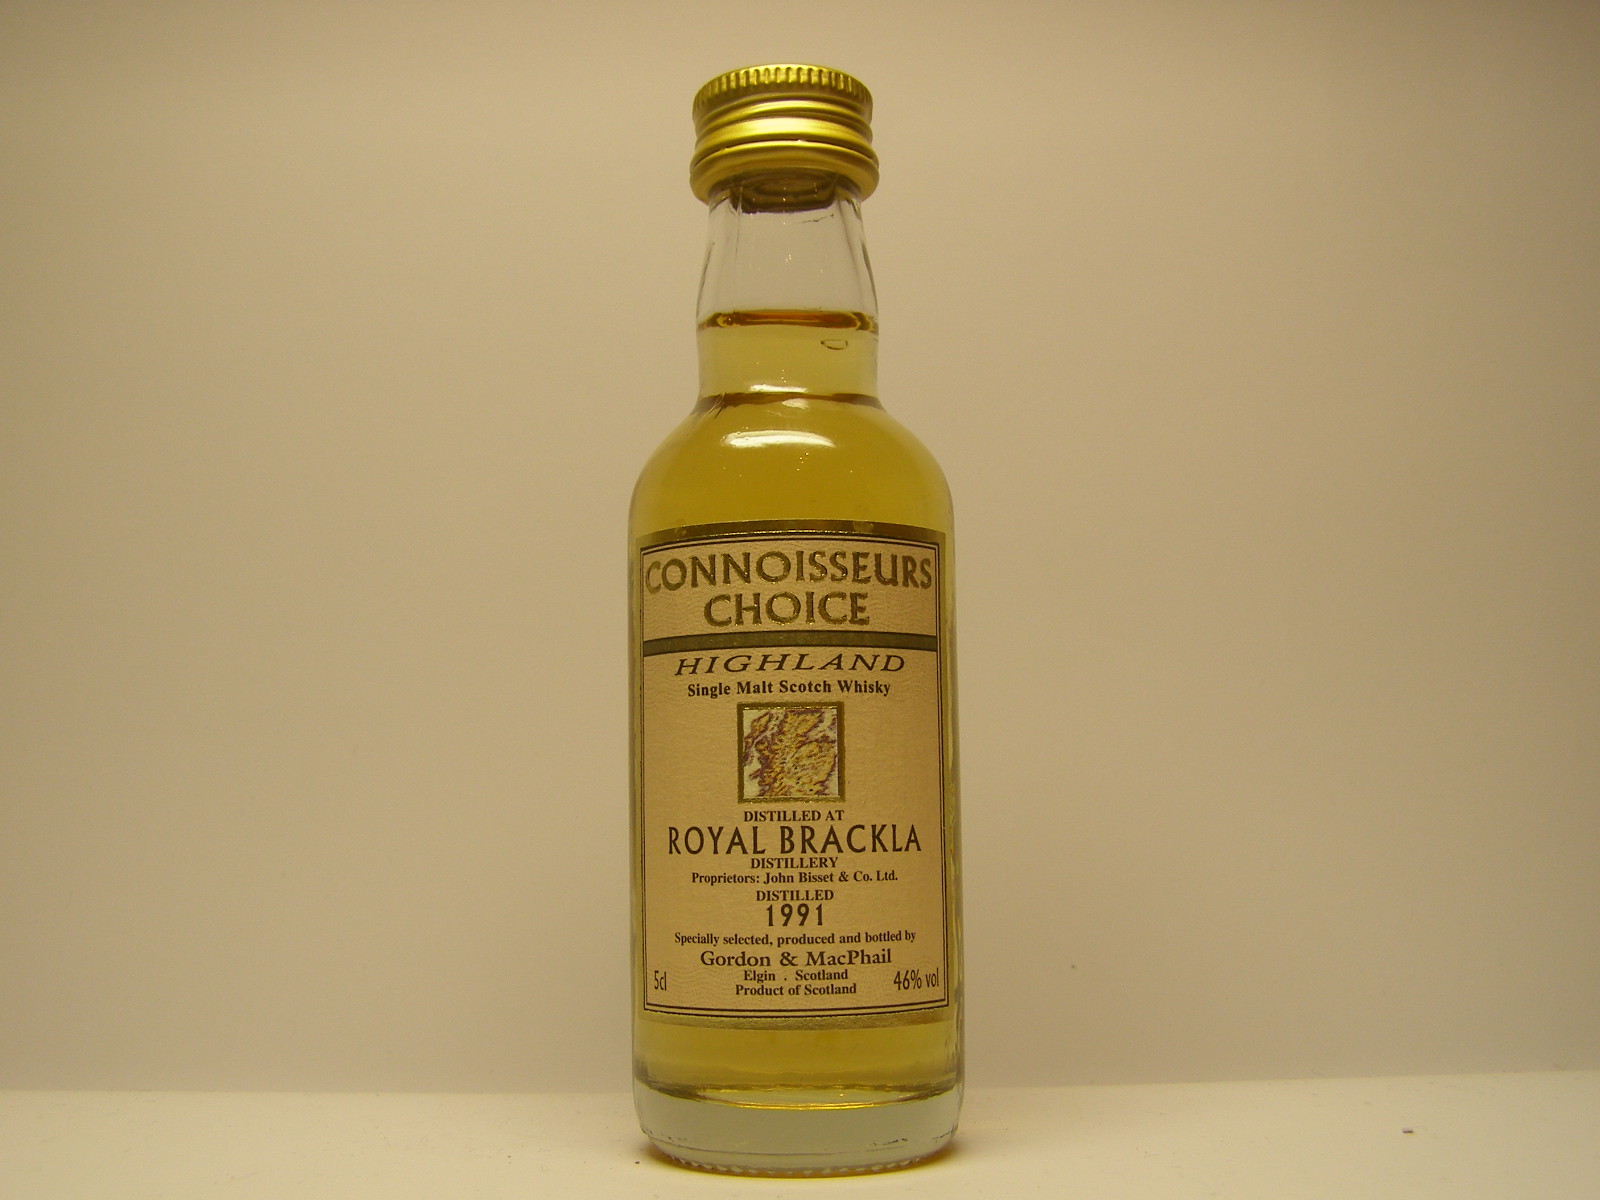 CONNOISSEURS
CHOICE
HIGHLAND
Single Malt Scotch Whisky
DISTILLED AT
ROYAL BRACKLA
DISTILLERY
Proprietors: John Bisset & Co. Ltd.
DISTILLED
1991
Specially selected, produced and bottled by
Gordon & MacPhail
Elgin . Scotland
5cl Product of Scotland 46% vol